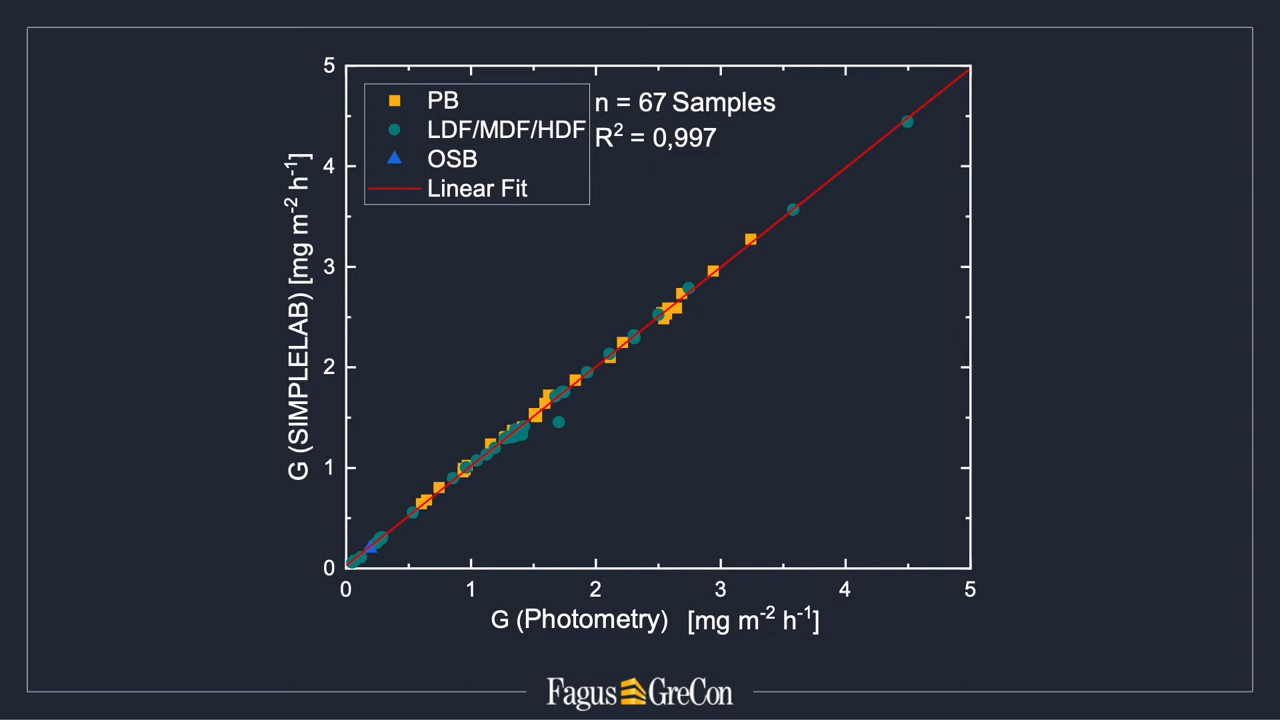 PB
LDF/MDF/HDF
OSB
Linear Fit
n = 67 Samples
R² = 0,997
5
4
3
2
1
0
G (SIMPLELAB) [mg m⁻² h⁻¹]
0 1 2 3 4 5
G (Photometry) [mg m⁻² h⁻¹]
Fagus GreCon